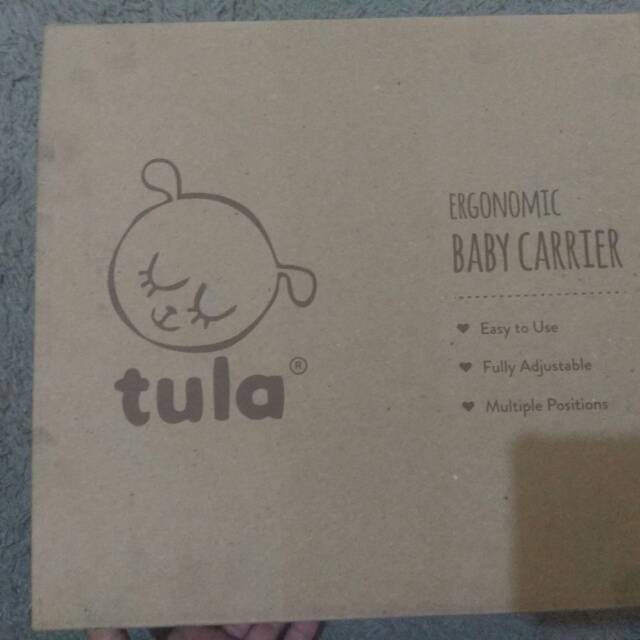 tula®
ERGONOMIC
BABY CARRIER
Easy to Use
Fully Adjustable
Multiple Positions